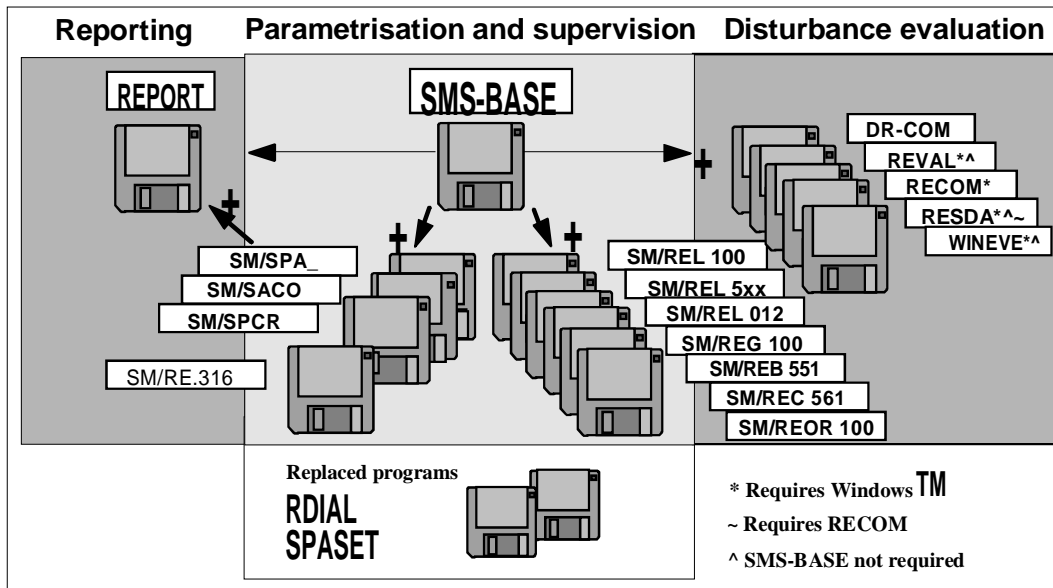 Reporting
Parametrisation and supervision
Disturbance evaluation
REPORT
SMS-BASE
DR-COM
REVAL*^
RECOM*
RESDA*^~
WINEVE*^
+
+
+
+
SM/SPA_
SM/SACO
SM/SPCR
SM/RE.316
SM/REL 100
SM/REL 5xx
SM/REL 012
SM/REG 100
SM/REB 551
SM/REC 561
SM/REOR 100
Replaced programs
RDIAL
SPASET
* Requires Windows TM
~ Requires RECOM
^ SMS-BASE not required